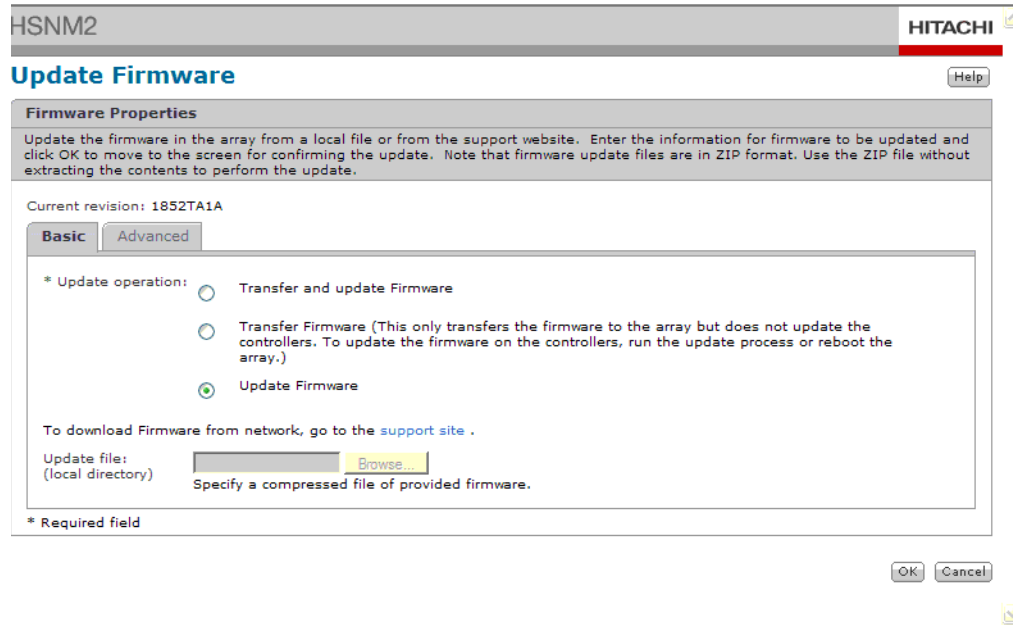 HSNM2
HITACHI
Update Firmware
Help
Firmware Properties
Update the firmware in the array from a local file or from the support website.  Enter the information for firmware to be updated and
click OK to move to the screen for confirming the update.  Note that firmware update files are in ZIP format. Use the ZIP file without
extracting the contents to perform the update.
Current revision: 1852TA1A
Basic
Advanced
* Update operation:
Transfer and update Firmware
Transfer Firmware (This only transfers the firmware to the array but does not update the
controllers. To update the firmware on the controllers, run the update process or reboot the
array.)
Update Firmware
To download Firmware from network, go to the support site .
Update file:
(local directory)
Browse...
Specify a compressed file of provided firmware.
* Required field
OK
Cancel